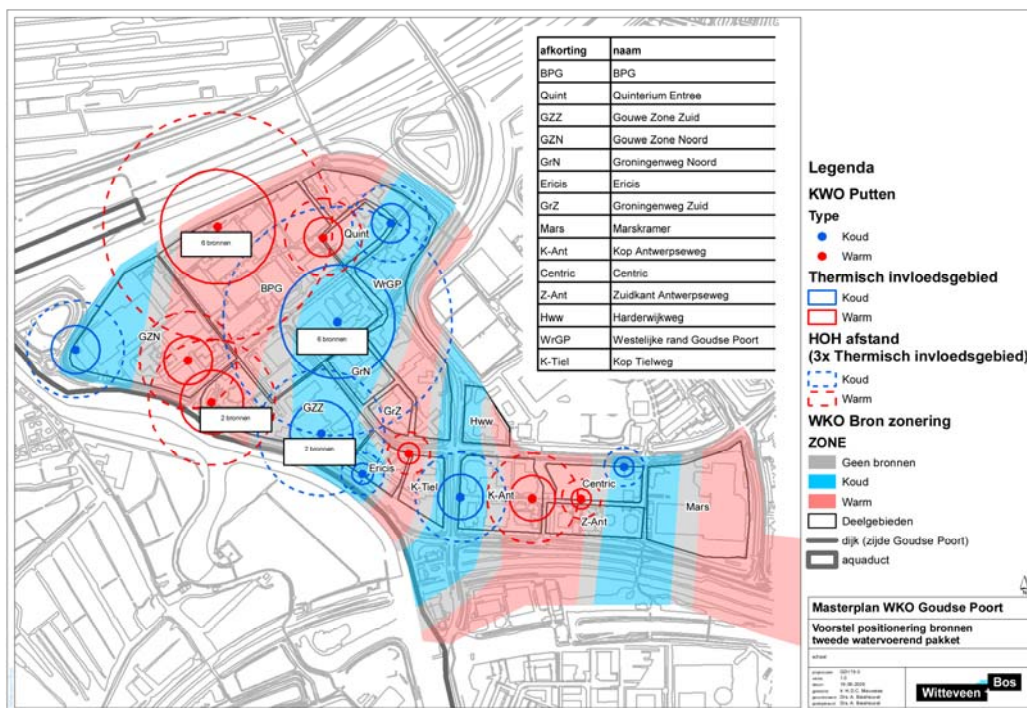 afkorting naam
BPG BPG
Quint Quinterium Entree
GZZ Gouwe Zone Zuid
GZN Gouwe Zone Noord
GrN Groningenweg Noord
Ericis Ericis
GrZ Groningenweg Zuid
Mars Marskramer
K-Ant Kop Antwerpseweg
Centric Centric
Z-Ant Zuidkant Antwerpseweg
Hww Harderwijkweg
WrGP Westelijke rand Goudse Poort
K-Tiel Kop Tielweg
Quint
6 bronnen
WrGP
BPG
GZN
6 bronnen
GrN
GZZ
GrZ
2 bronnen
Hww
2 bronnnen
Ericis
K-Tiel
K-Ant
Centric
Z-Ant
Mars
Legenda
KWO Putten
Type
Koud
Warm
Thermisch invloedsgebied
Koud
Warm
HOH afstand
(3x Thermisch invloedsgebied)
Koud
Warm
WKO Bron zonering
ZONE
Geen bronnen
Koud
Warm
Deelgebieden
dijk (zijde Goudse Poort)
aquaduct
Masterplan WKO Goudse Poort
Voorstel positionering bronnen
tweede watervoerend pakket
Witteveen + Bos